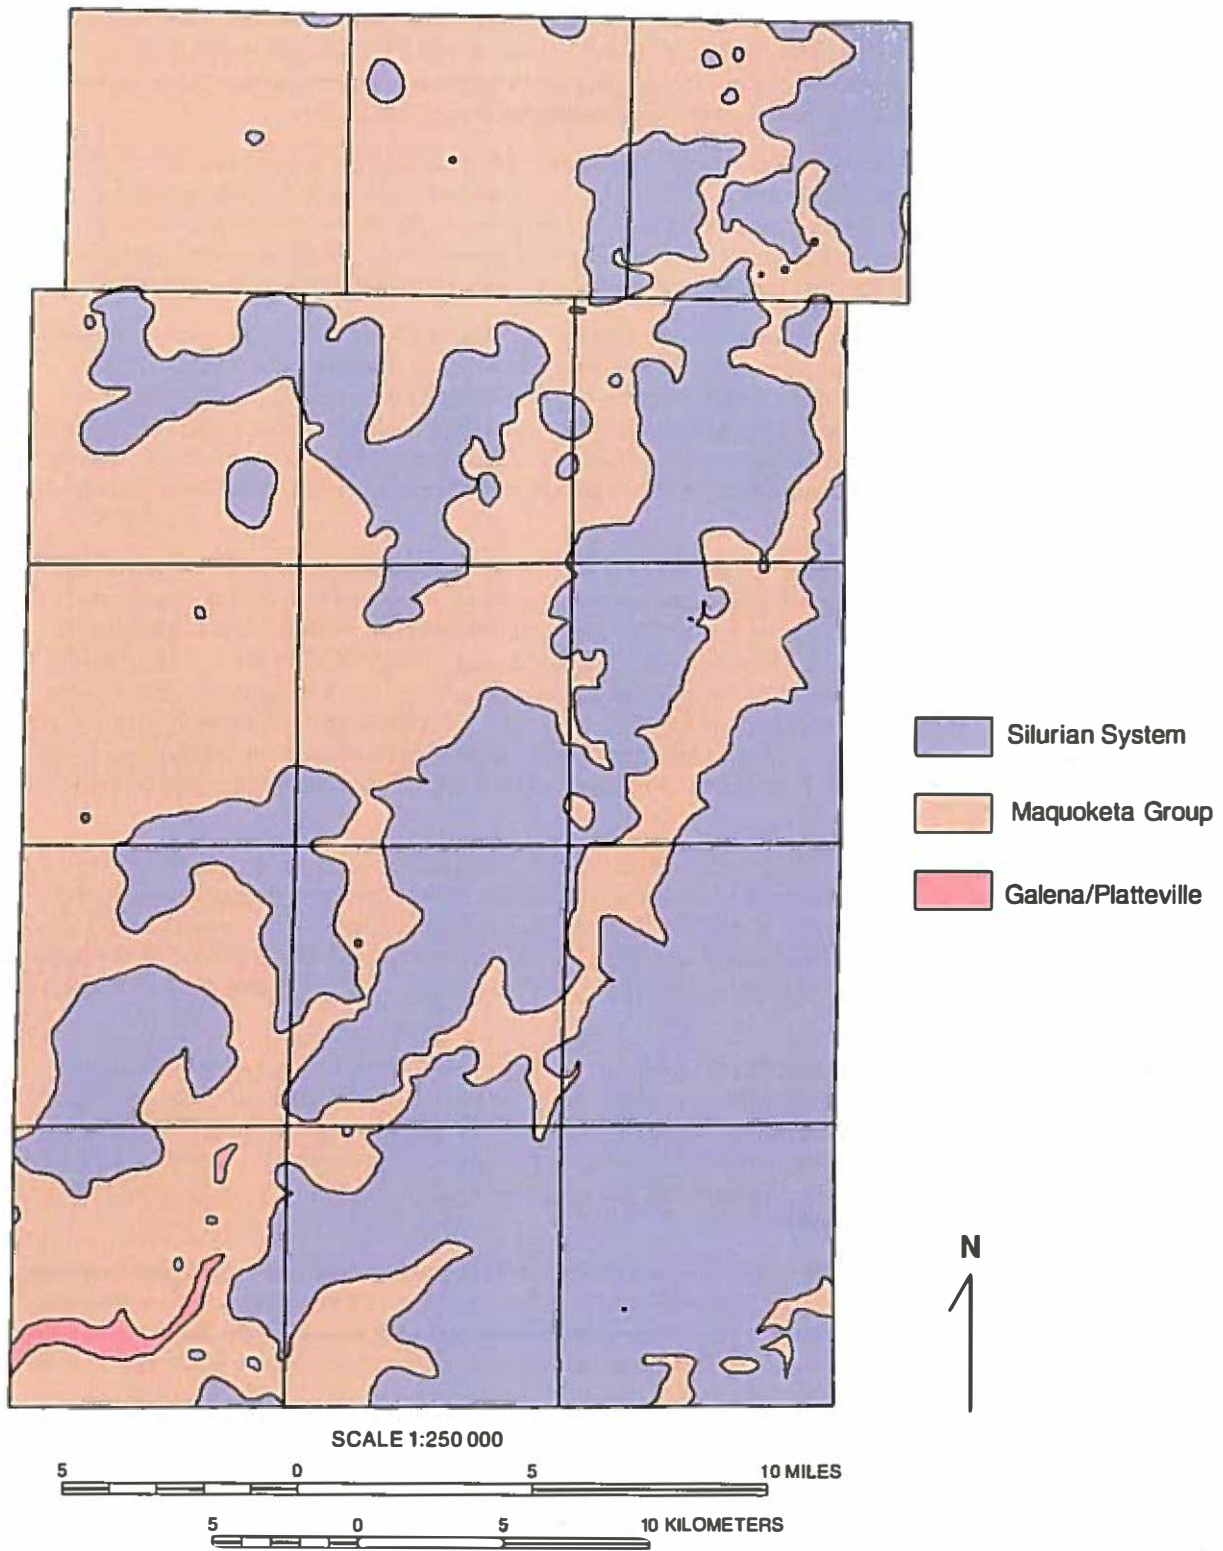 Silurian System
Maquoketa Group
Galena/Platteville
N
SCALE 1:250 000
5 0 5 10 MILES
5 0 5 10 KILOMETERS